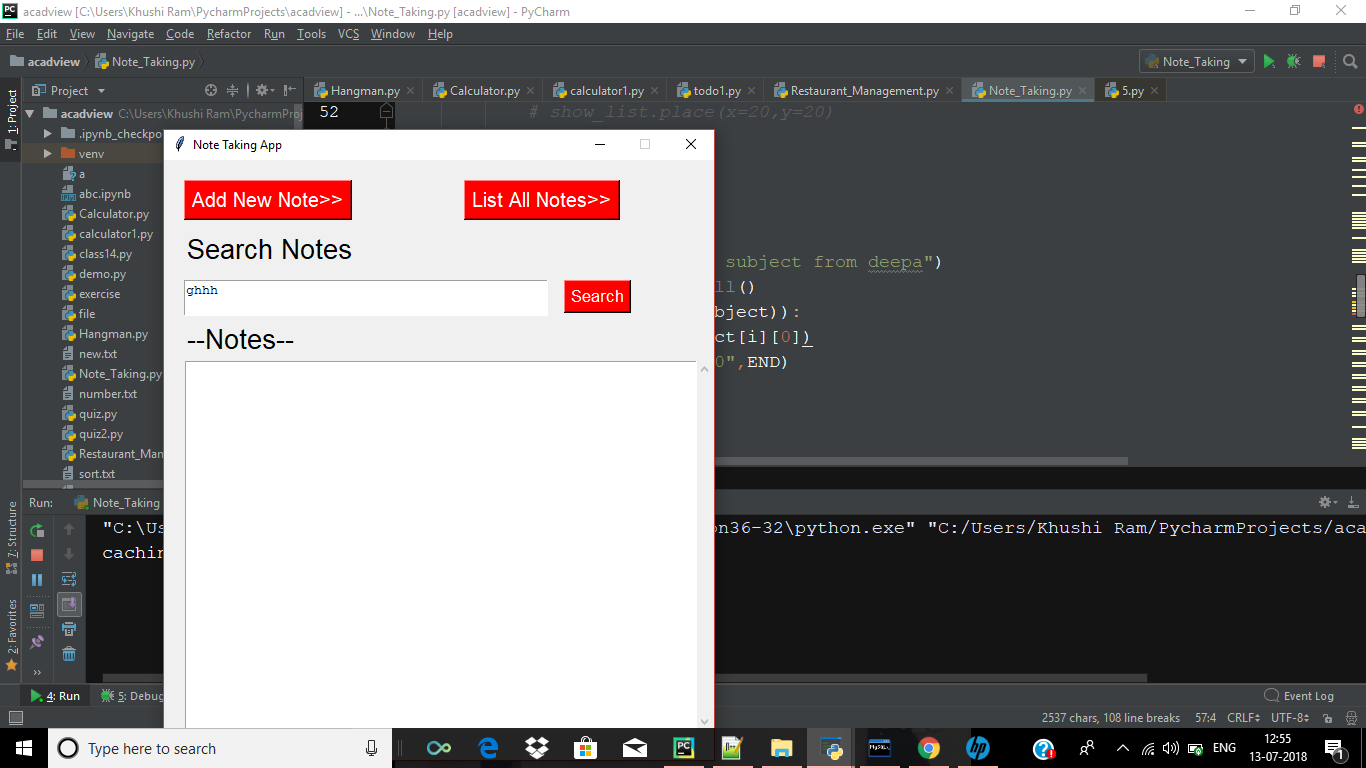 acadview [C:\Users\Khushi Ram\PycharmProjects\acadview] - ...\Note_Taking.py [acadview] - PyCharm
File Edit View Navigate Code Refactor Run Tools VCS Window Help
acadview Note_Taking.py Note_Taking
Project Hangman.py Calculator.py calculator1.py todo1.py Restaurant_Management.py Note_Taking.py 5.py
1: Project
acadview C:\Users\Khushi Ram\PycharmProj
52 # show_list.place(x=20,y=20)
.ipynb_checkpo
venv
a
abc.ipynb
Calculator.py
calculator1.py
class14.py
demo.py
exercise
file
Hangman.py
new.txt
Note_Taking.py
number.txt
quiz.py
quiz2.py
Restaurant_Man
sort.txt
Note Taking App
Add New Note>> List All Notes>>
Search Notes
ghhh Search
--Notes--
subject from deepa")
ll()
bject)):
ct[i][0])
0",END)
Run: Note_Taking
7: Structure
2: Favorites
"C:\Us on36-32\python.exe" "C:/Users/Khushi Ram/PycharmProjects/aca
cachin
4: Run 5: Debug Event Log
2537 chars, 108 line breaks 57:4 CRLF UTF-8
Type here to search
ENG 12:55
13-07-2018
1